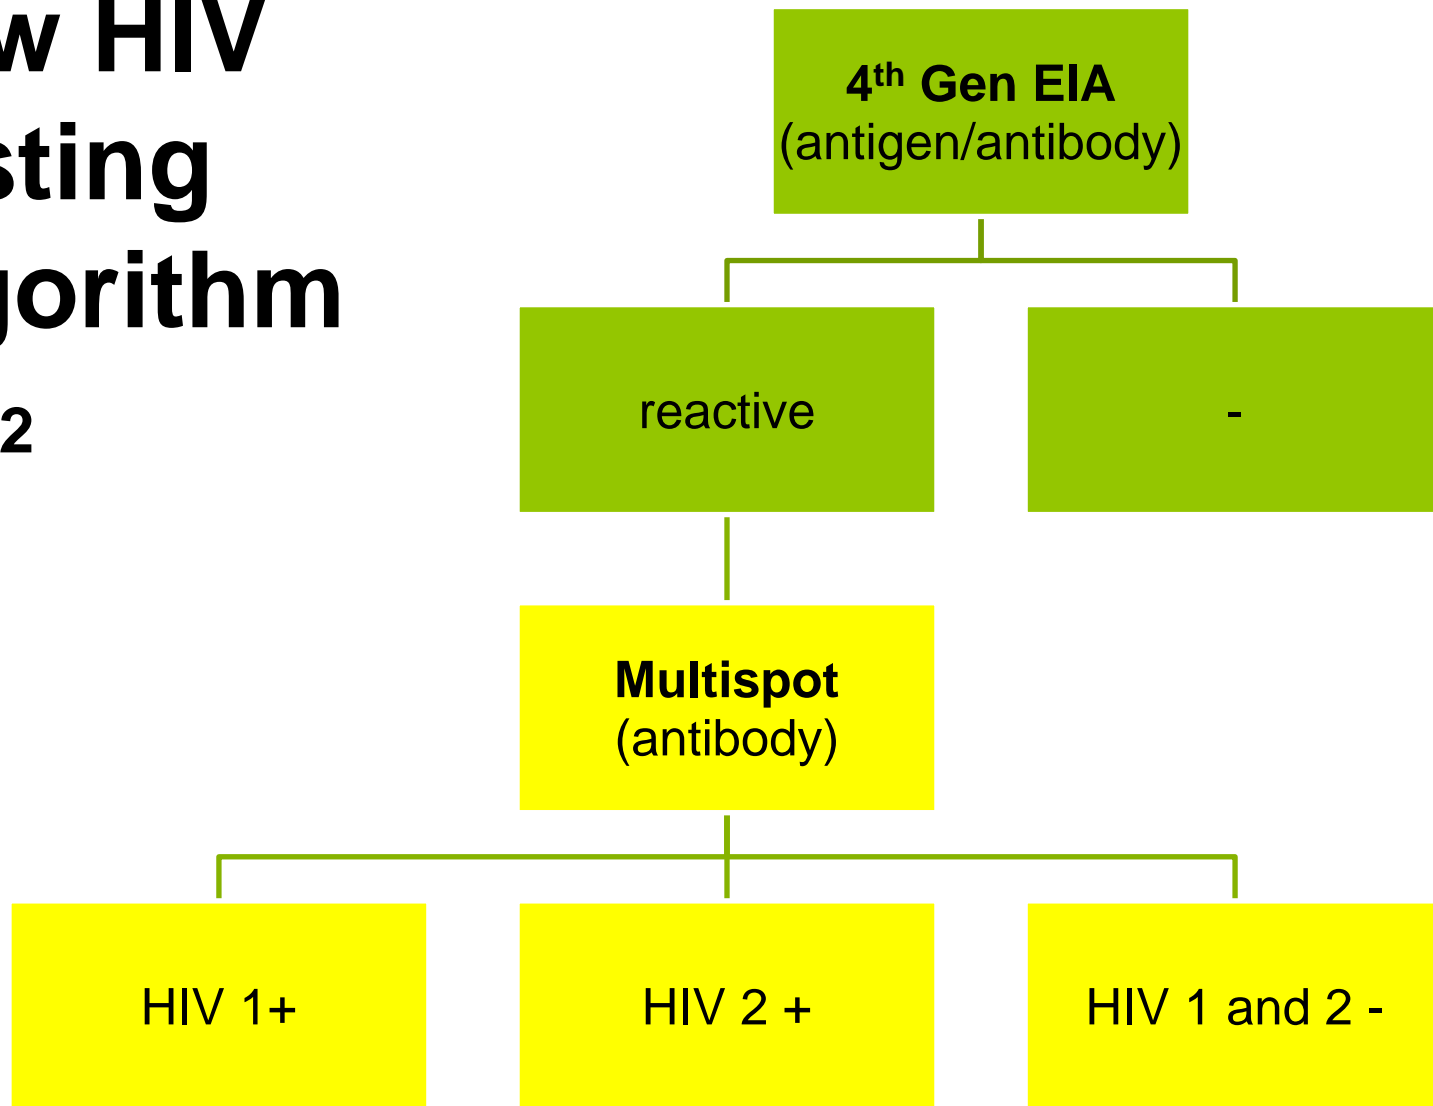 w HIV
sting
gorithm
2
4th Gen EIA
(antigen/antibody)
reactive
-
Multispot
(antibody)
HIV 1+
HIV 2 +
HIV 1 and 2 -